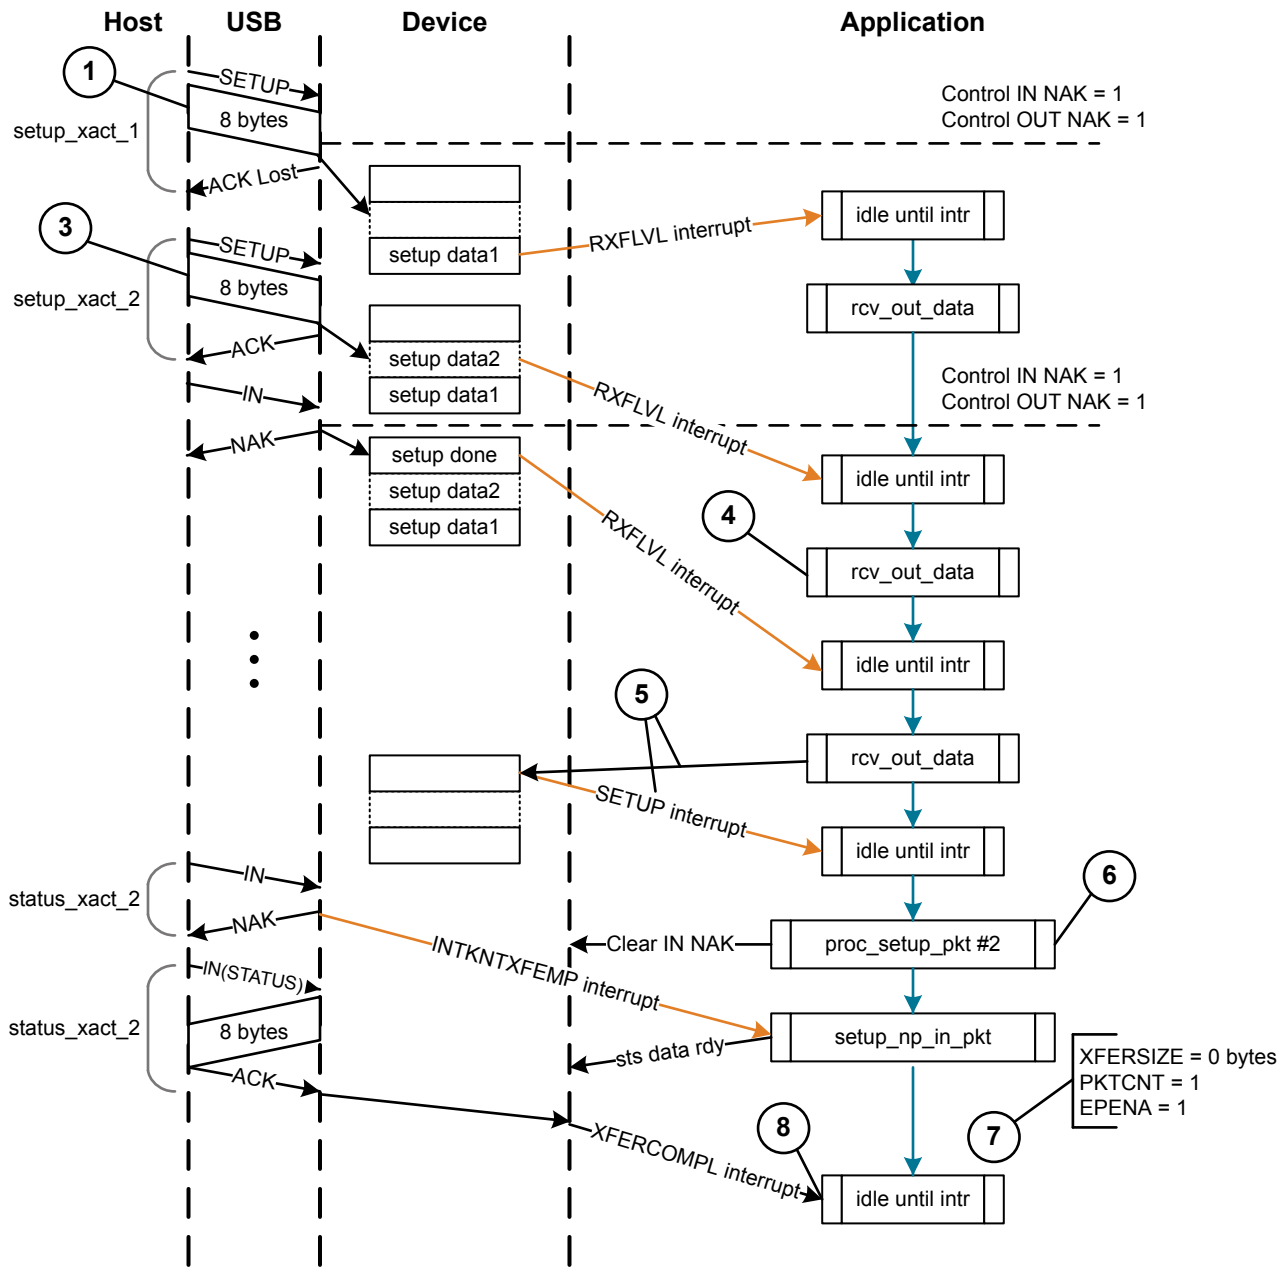 Host USB Device Application
1
SETUP
8 bytes
setup_xact_1
ACK Lost
Control IN NAK = 1
Control OUT NAK = 1
setup data1
RXFLVL interrupt
idle until intr
3
SETUP
8 bytes
setup_xact_2
ACK
rcv_out_data
setup data2
setup data1
RXFLVL interrupt
IN
NAK
Control IN NAK = 1
Control OUT NAK = 1
setup done
setup data2
setup data1
RXFLVL interrupt
idle until intr
4
rcv_out_data
idle until intr
5
rcv_out_data
SETUP interrupt
idle until intr
IN
status_xact_2
NAK
6
Clear IN NAK
proc_setup_pkt #2
INTKNTXFEMP interrupt
IN(STATUS)
status_xact_2
8 bytes
ACK
sts data rdy
setup_np_in_pkt
XFERSIZE = 0 bytes
PKTCNT = 1
EPENA = 1
7
8
XFERCOMPL interrupt
idle until intr